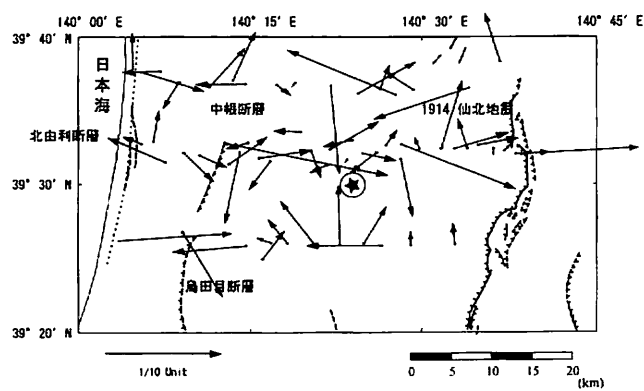 140° 00' E
140° 15' E
140° 30' E
140° 45' E
39° 40' N
39° 30' N
39° 20' N
日本海
北由利断層
中帳断層
1914 仙北地震
鳥田目断層
1/10 Unit
0 5 10 15 20
(km)